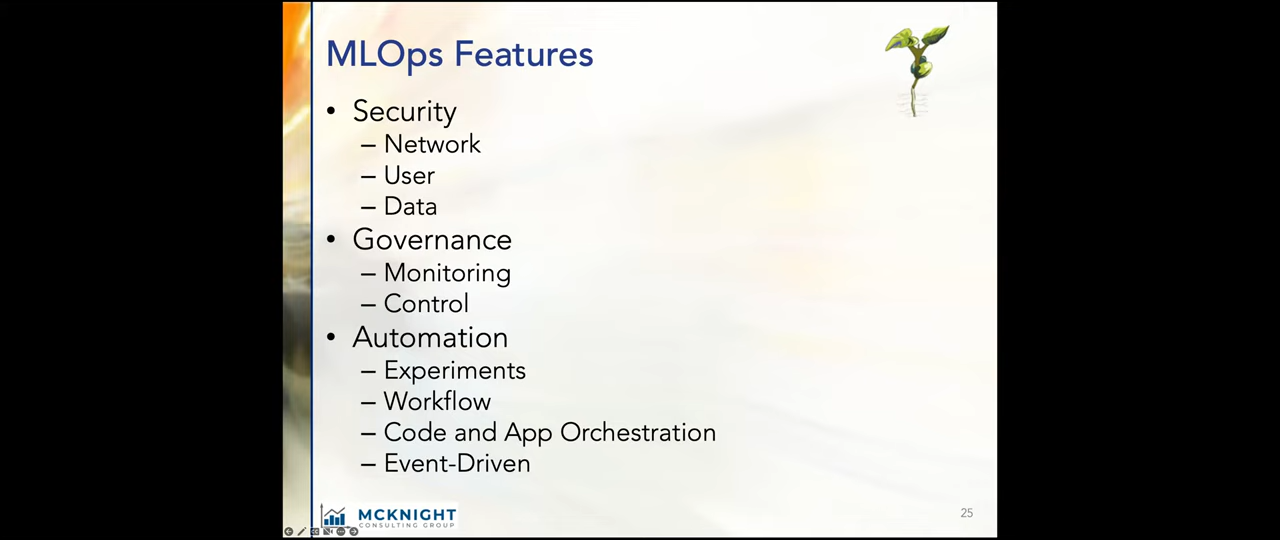 MLOps Features
• Security
– Network
– User
– Data
• Governance
– Monitoring
– Control
• Automation
– Experiments
– Workflow
– Code and App Orchestration
– Event-Driven
MCKNIGHT
CONSULTING GROUP
25